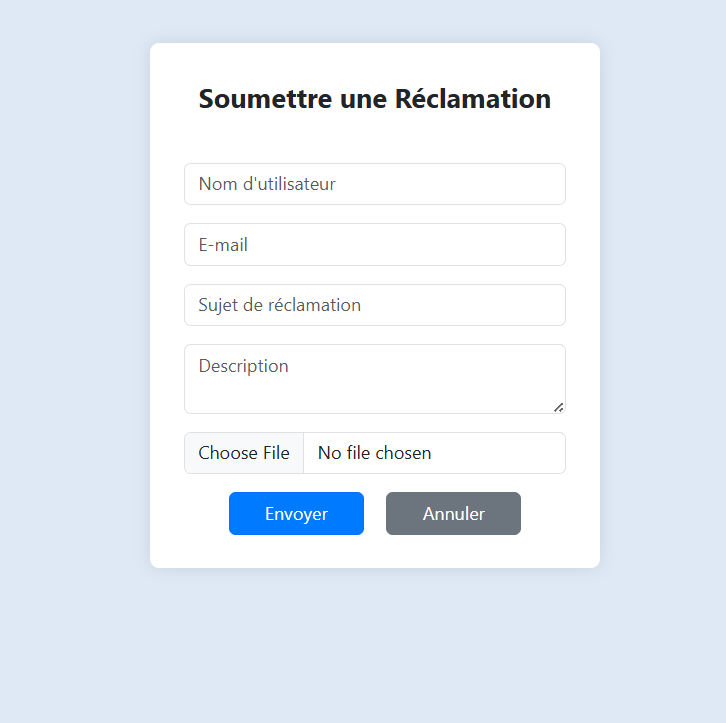 Soumettre une Réclamation
Nom d'utilisateur
E-mail
Sujet de réclamation
Description
Choose File No file chosen
Envoyer Annuler